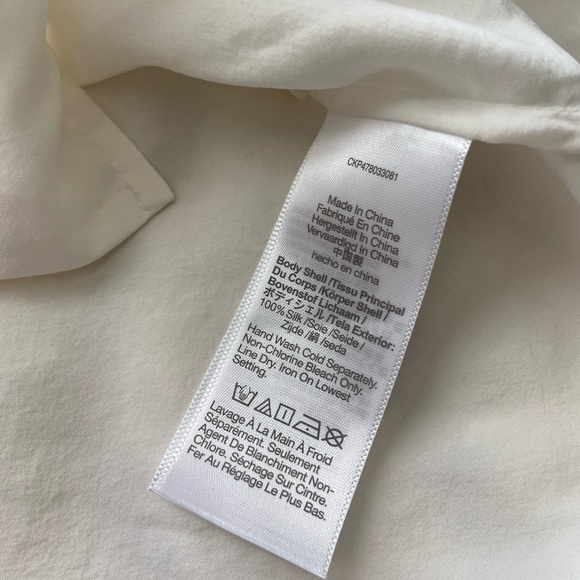 CKP478033081
Made In China
Fabriqué En Chine
Hergestellt In China
Vervaardigd In China
中国製
hecho en china
Body Shell /Tissu Principal
Du Corps /Körper Shell /
Bovenstof Lichaam /
ボディシェル /Tela Exterior:
100% Silk /Soie /Seide /
Zijde /絹 /seda
Hand Wash Cold Separately.
Non-Chlorine Bleach Only.
Line Dry. Iron On Lowest
Setting.
Lavage À La Main À Froid
Séparément. Seulement
Agent De Blanchiment Non-
Chlore. Séchage Sur Cintre.
Fer Au Réglage Le Plus Bas.